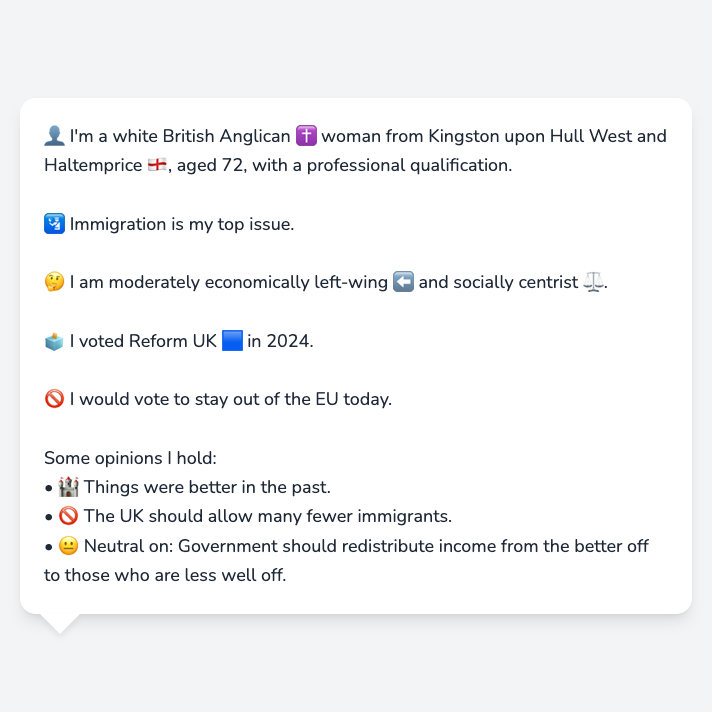 👤 I'm a white British Anglican ✝️ woman from Kingston upon Hull West and
Haltemprice 🏴󠁧󠁢󠁥󠁮󠁧󠁿, aged 72, with a professional qualification.
🛂 Immigration is my top issue.
🤔 I am moderately economically left-wing ⬅️ and socially centrist ⚖️.
🗳️ I voted Reform UK 🟦 in 2024.
🚫 I would vote to stay out of the EU today.
Some opinions I hold:
• 🏰 Things were better in the past.
• 🚫 The UK should allow many fewer immigrants.
• 😐 Neutral on: Government should redistribute income from the better off
to those who are less well off.